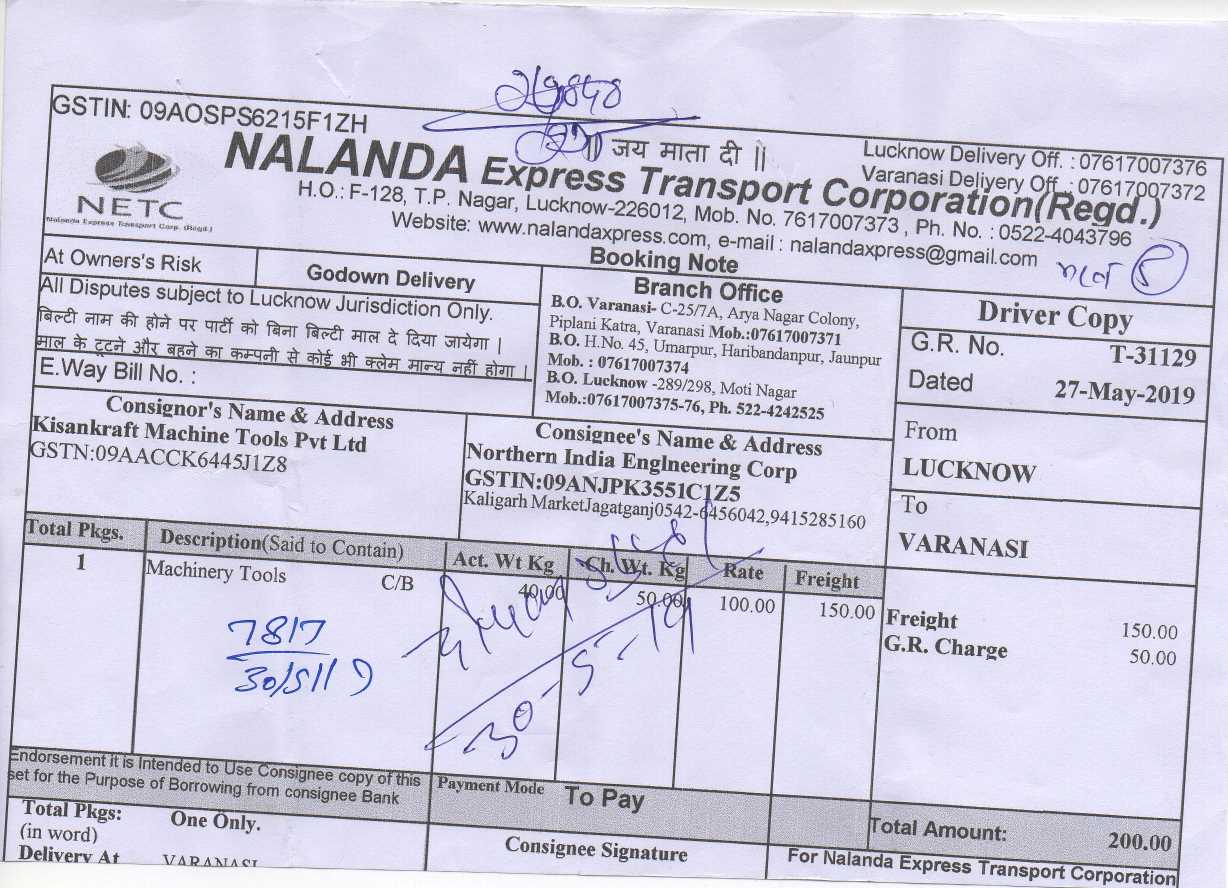 GSTIN: 09AOSPS6215F1ZH
|| जय माता दी ||
Lucknow Delivery Off. : 07617007376
Varanasi Delivery Off. : 07617007372
NETC
Nalanda Express Transport Corp. (Regd.)
NALANDA Express Transport Corporation(Regd.)
H.O.: F-128, T.P. Nagar, Lucknow-226012, Mob. No. 7617007373 , Ph. No. : 0522-4043796
Website: www.nalandaxpress.com, e-mail : nalandaxpress@gmail.com
Booking Note
At Owners's Risk
Godown Delivery
All Disputes subject to Lucknow Jurisdiction Only.
बिल्टी नाम की होने पर पार्टी को बिना बिल्टी माल दे दिया जायेगा |
माल के टूटने और बहने का कम्पनी से कोई भी क्लेम मान्य नहीं होगा |
E.Way Bill No. :
Branch Office
B.O. Varanasi- C-25/7A, Arya Nagar Colony,
Piplani Katra, Varanasi Mob.:07617007371
B.O. H.No. 45, Umarpur, Haribandanpur, Jaunpur
Mob. : 07617007374
B.O. Lucknow -289/298, Moti Nagar
Mob.:07617007375-76, Ph. 522-4242525
Driver Copy
G.R. No. T-31129
Dated 27-May-2019
From
LUCKNOW
To
VARANASI
Consignor's Name & Address
Kisankraft Machine Tools Pvt Ltd
GSTN:09AACCK6445J1Z8
Consignee's Name & Address
Northern India EngIneering Corp
GSTIN:09ANJPK3551C1Z5
Kaligarh MarketJagatganj0542-6456042,9415285160
Total Pkgs. Description(Said to Contain) Act. Wt Kg Ch. Wt. Kg Rate Freight
1 Machinery Tools C/B 40.00 50.00 100.00 150.00
Freight 150.00
G.R. Charge 50.00
7817
30/5/19
30-5-19
Endorsement it is Intended to Use Consignee copy of this
set for the Purpose of Borrowing from consignee Bank
Payment Mode To Pay
Total Amount: 200.00
Total Pkgs: One Only.
(in word)
Delivery At VARANASI
Consignee Signature
For Nalanda Express Transport Corporation